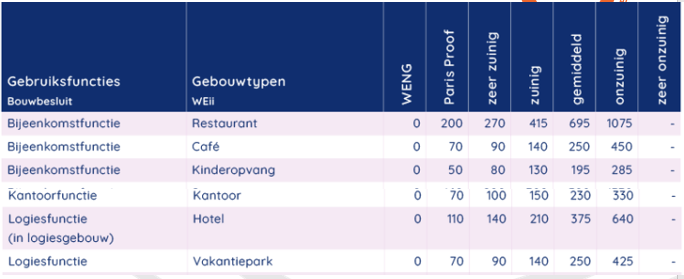 Gebruiksfuncties Gebouwtypen WENG Paris Proof zeer zuinig zuinig gemiddeld onzuinig zeer onzuinig
Bouwbesluit WEii
Bijeenkomstfunctie Restaurant 0 200 270 415 695 1075 -
Bijeenkomstfunctie Café 0 70 90 140 250 450 -
Bijeenkomstfunctie Kinderopvang 0 50 80 130 195 285 -
Kantoorfunctie Kantoor 0 70 100 150 230 330 -
Logiesfunctie Hotel 0 110 140 210 375 640 -
(in logiesgebouw)
Logiesfunctie Vakantiepark 0 70 90 140 250 425 -